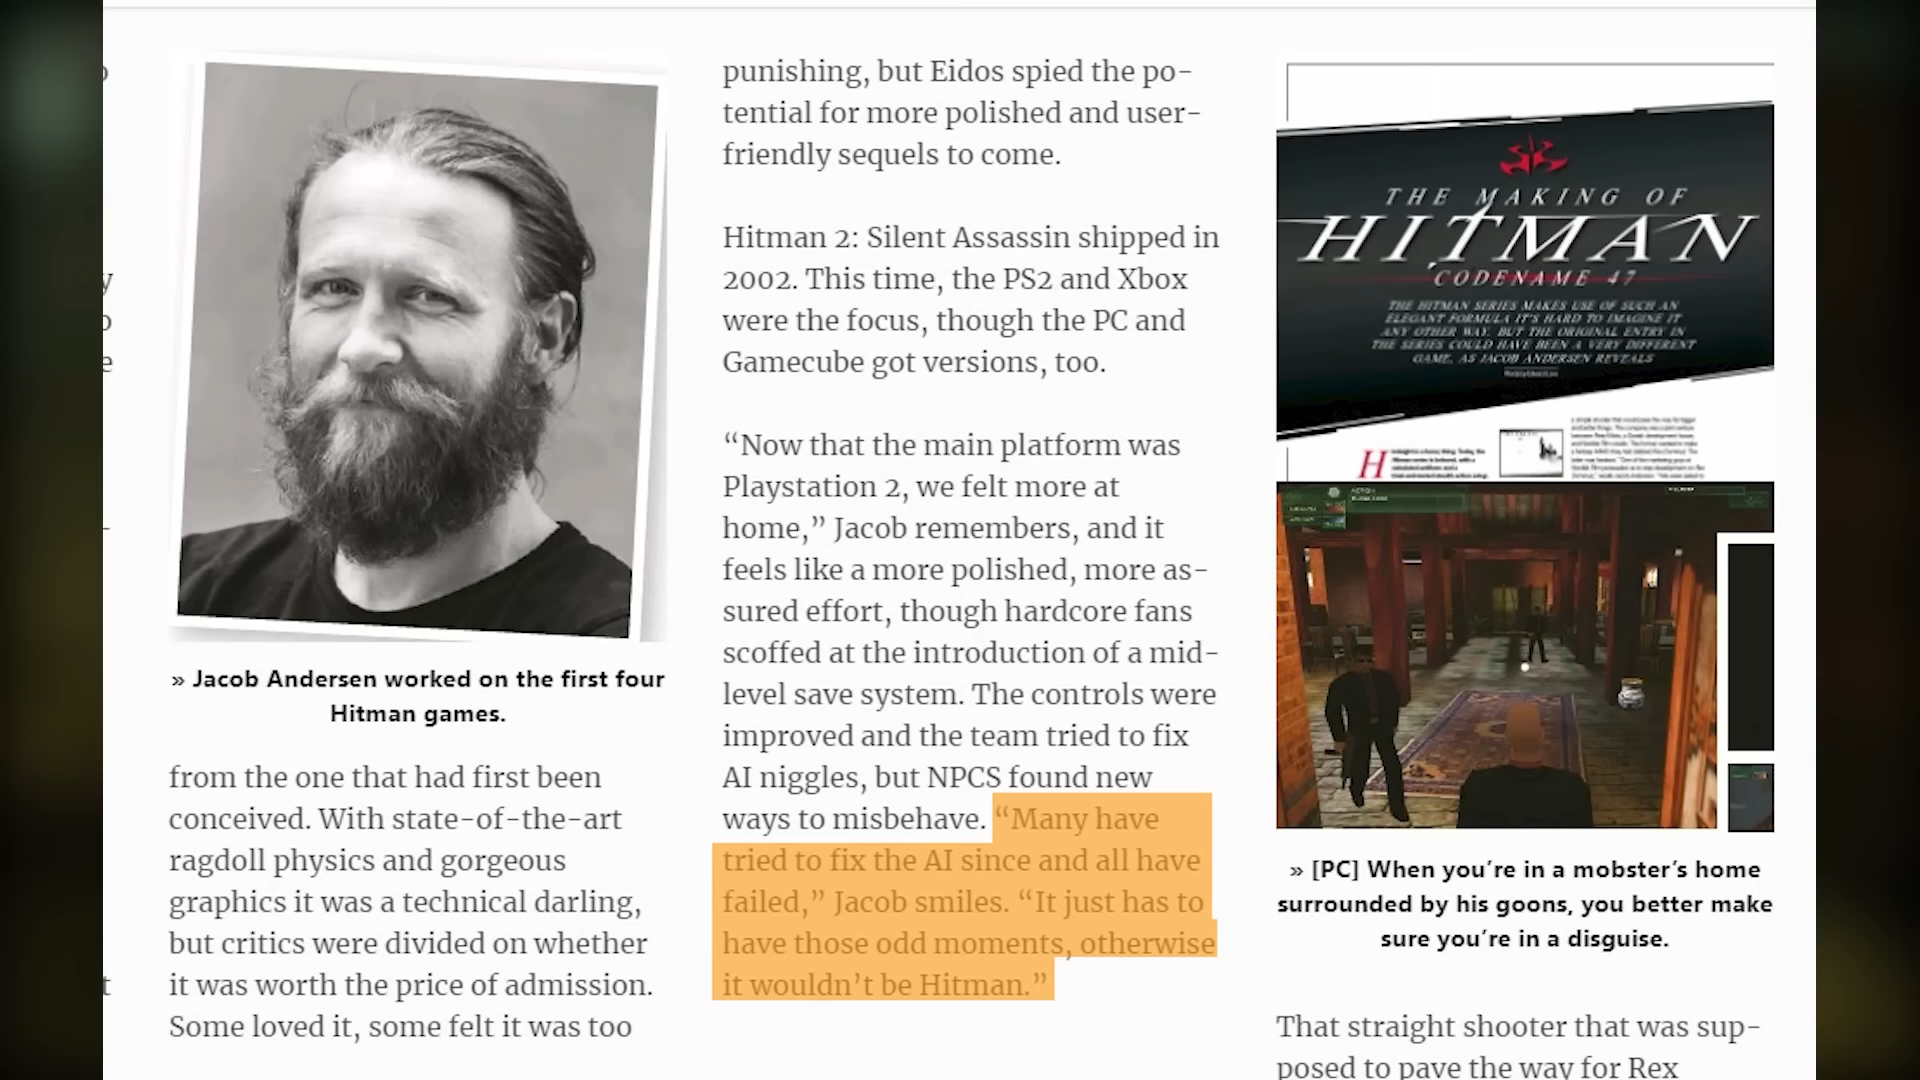 » Jacob Andersen worked on the first four
Hitman games.
from the one that had first been
conceived. With state-of-the-art
ragdoll physics and gorgeous
graphics it was a technical darling,
but critics were divided on whether
it was worth the price of admission.
Some loved it, some felt it was too
punishing, but Eidos spied the po-
tential for more polished and user-
friendly sequels to come.
Hitman 2: Silent Assassin shipped in
2002. This time, the PS2 and Xbox
were the focus, though the PC and
Gamecube got versions, too.
“Now that the main platform was
Playstation 2, we felt more at
home,” Jacob remembers, and it
feels like a more polished, more as-
sured effort, though hardcore fans
scoffed at the introduction of a mid-
level save system. The controls were
improved and the team tried to fix
AI niggles, but NPCS found new
ways to misbehave. “Many have
tried to fix the AI since and all have
failed,” Jacob smiles. “It just has to
have those odd moments, otherwise
it wouldn’t be Hitman.”
THE MAKING OF
HITMAN
CODENAME 47
THE HITMAN SERIES MAKES USE OF SUCH AN
ELEGANT FORMULA IT'S HARD TO IMAGINE IT
ANY OTHER WAY. BUT THE ORIGINAL ENTRY IN
THE SERIES COULD HAVE BEEN A VERY DIFFERENT
GAME, AS JACOB ANDERSEN REVEALS
» [PC] When you’re in a mobster’s home
surrounded by his goons, you better make
sure you’re in a disguise.
That straight shooter that was sup-
posed to pave the way for Rex